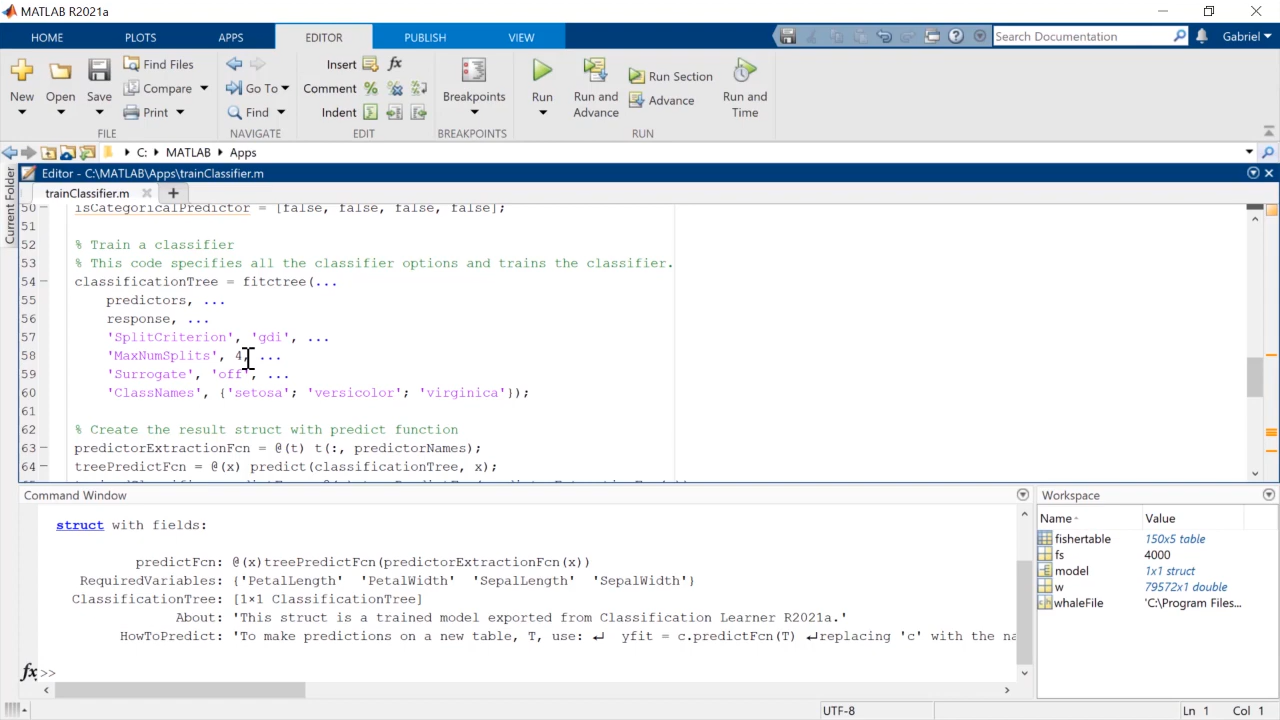 MATLAB R2021a
HOME PLOTS APPS EDITOR PUBLISH VIEW Search Documentation Gabriel
New Open Save Find Files Compare Print
Go To Find
Insert fx Comment % Indent
Breakpoints
Run Run and Advance Run Section Advance Run and Time
FILE NAVIGATE EDIT BREAKPOINTS RUN
C: MATLAB Apps
Current Folder
Editor - C:\MATLAB\Apps\trainClassifier.m
trainClassifier.m +
50 isCategoricalPredictor = [false, false, false, false];
51
52 % Train a classifier
53 % This code specifies all the classifier options and trains the classifier.
54 classificationTree = fitctree(...
55 predictors, ...
56 response, ...
57 'SplitCriterion', 'gdi', ...
58 'MaxNumSplits', 4, ...
59 'Surrogate', 'off', ...
60 'ClassNames', {'setosa'; 'versicolor'; 'virginica'});
61
62 % Create the result struct with predict function
63 predictorExtractionFcn = @(t) t(:, predictorNames);
64 treePredictFcn = @(x) predict(classificationTree, x);
Command Window
struct with fields:
predictFcn: @(x)treePredictFcn(predictorExtractionFcn(x))
RequiredVariables: {'PetalLength' 'PetalWidth' 'SepalLength' 'SepalWidth'}
ClassificationTree: [1×1 ClassificationTree]
About: 'This struct is a trained model exported from Classification Learner R2021a.'
HowToPredict: 'To make predictions on a new table, T, use: ↵ yfit = c.predictFcn(T) ↵replacing 'c' with the na
fx >>
Workspace
Name Value
fishertable 150x5 table
fs 4000
model 1x1 struct
w 79572x1 double
whaleFile 'C:\Program Files...
UTF-8 Ln 1 Col 1